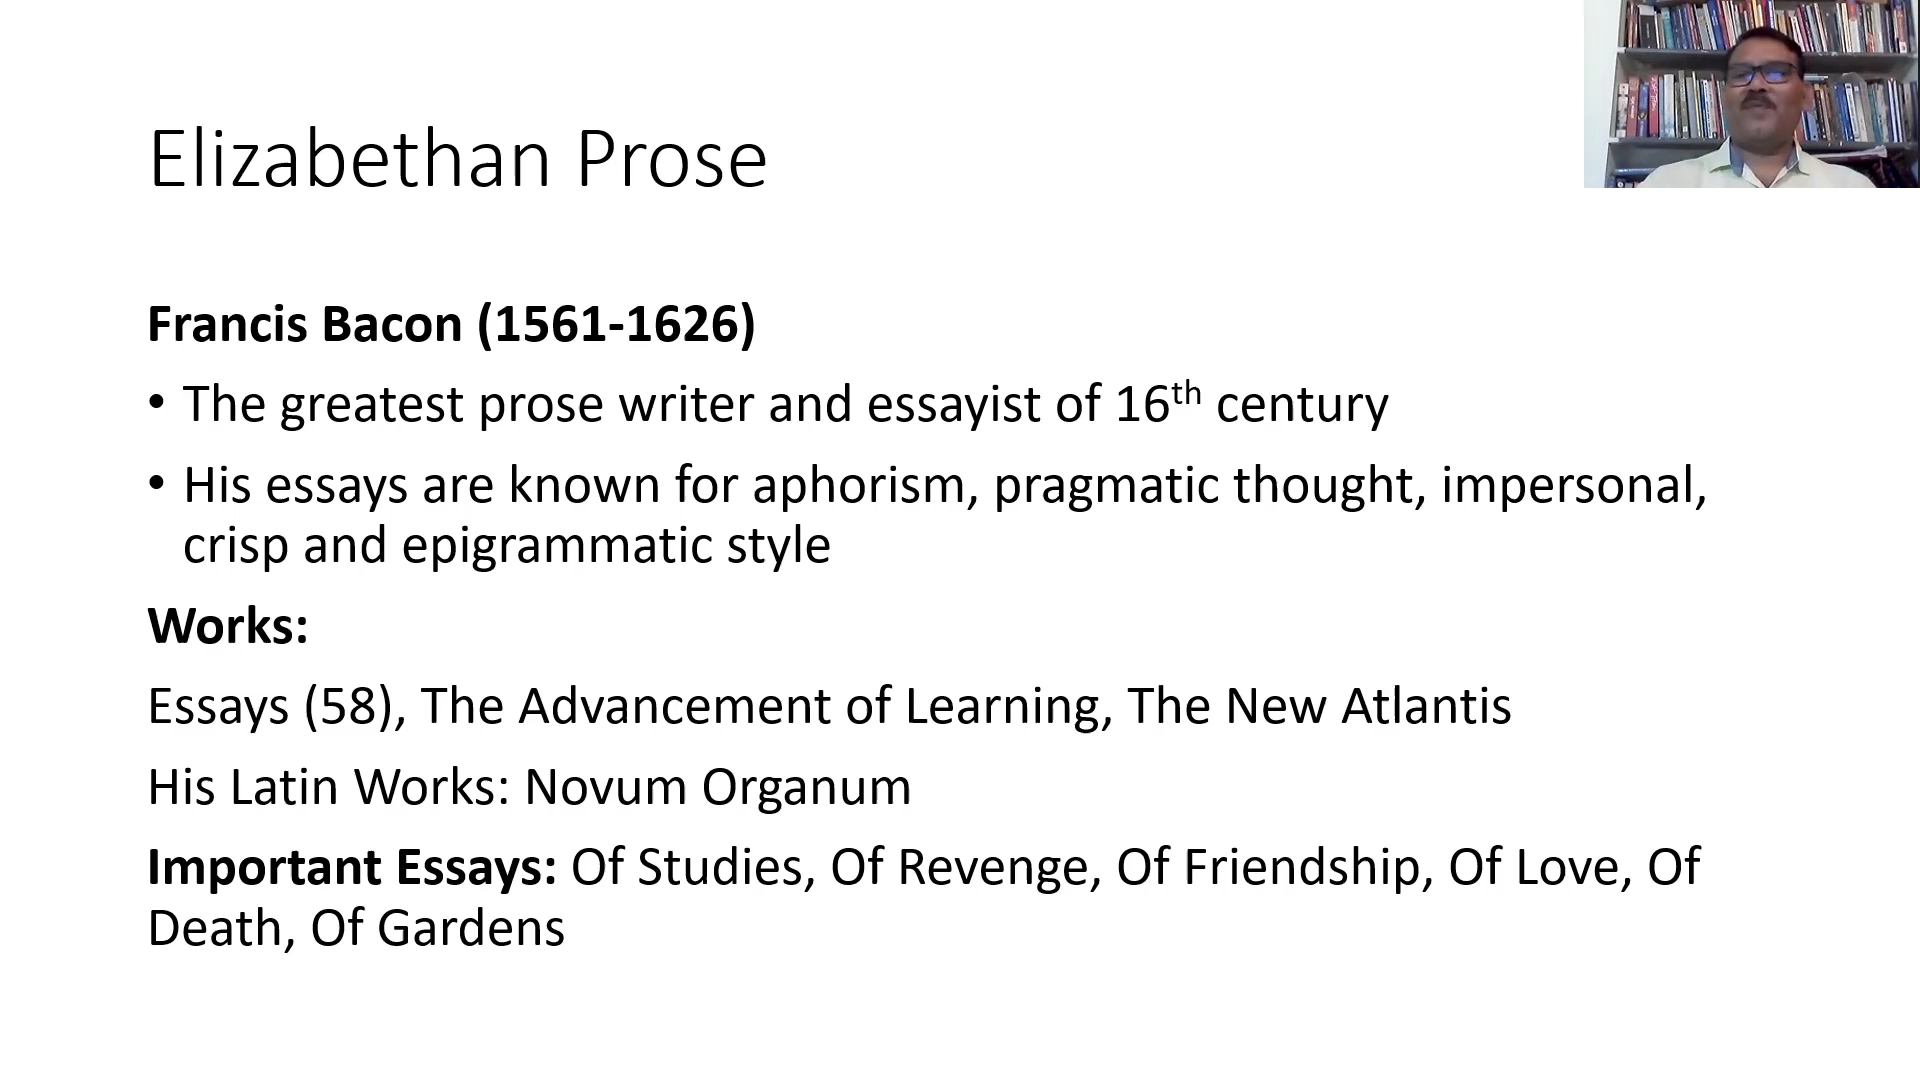 Elizabethan Prose
Francis Bacon (1561-1626)
• The greatest prose writer and essayist of 16th century
• His essays are known for aphorism, pragmatic thought, impersonal,
crisp and epigrammatic style
Works:
Essays (58), The Advancement of Learning, The New Atlantis
His Latin Works: Novum Organum
Important Essays: Of Studies, Of Revenge, Of Friendship, Of Love, Of
Death, Of Gardens